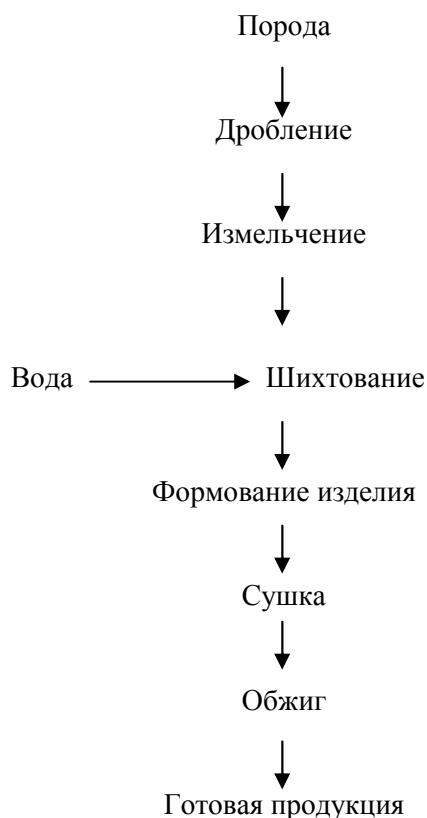 Порода
Дробление
Измельчение
Вода Шихтование
Формование изделия
Сушка
Обжиг
Готовая продукция